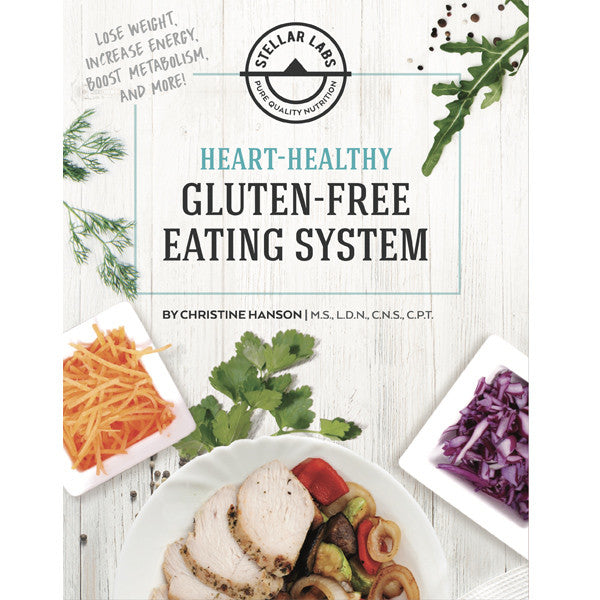 LOSE WEIGHT,
INCREASE ENERGY,
BOOST METABOLISM,
AND MORE!
STELLAR LABS
PURE QUALITY NUTRITION
HEART-HEALTHY
GLUTEN-FREE
EATING SYSTEM
BY CHRISTINE HANSON | M.S., L.D.N., C.N.S., C.P.T.